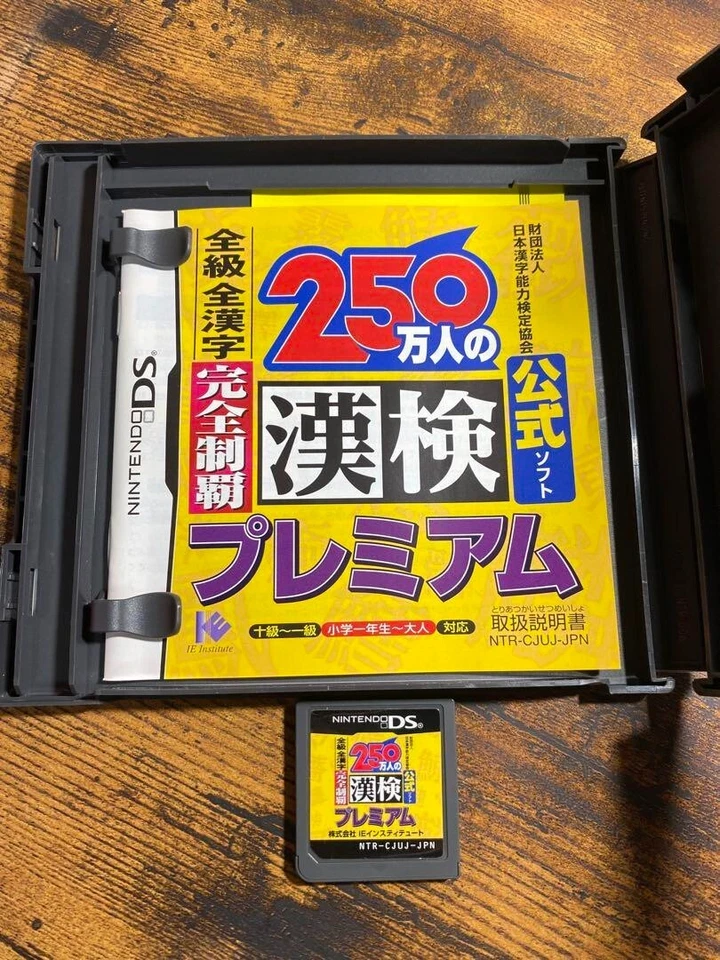 NINTENDO DS®
財団法人
日本漢字能力検定協会
公式ソフト
250
万人の
漢検
プレミアム
全級全漢字
完全制覇
IE Institute
十級〜一級 小学一年生〜大人 対応
とりあつかいせつめいしょ
取扱説明書
NTR-CJUJ-JPN
NINTENDO DS®
250
万人の
漢検
公式ソフト
全級全漢字
完全制覇
プレミアム
株式会社 IEインスティテュート
NTR-CJUJ-JPN